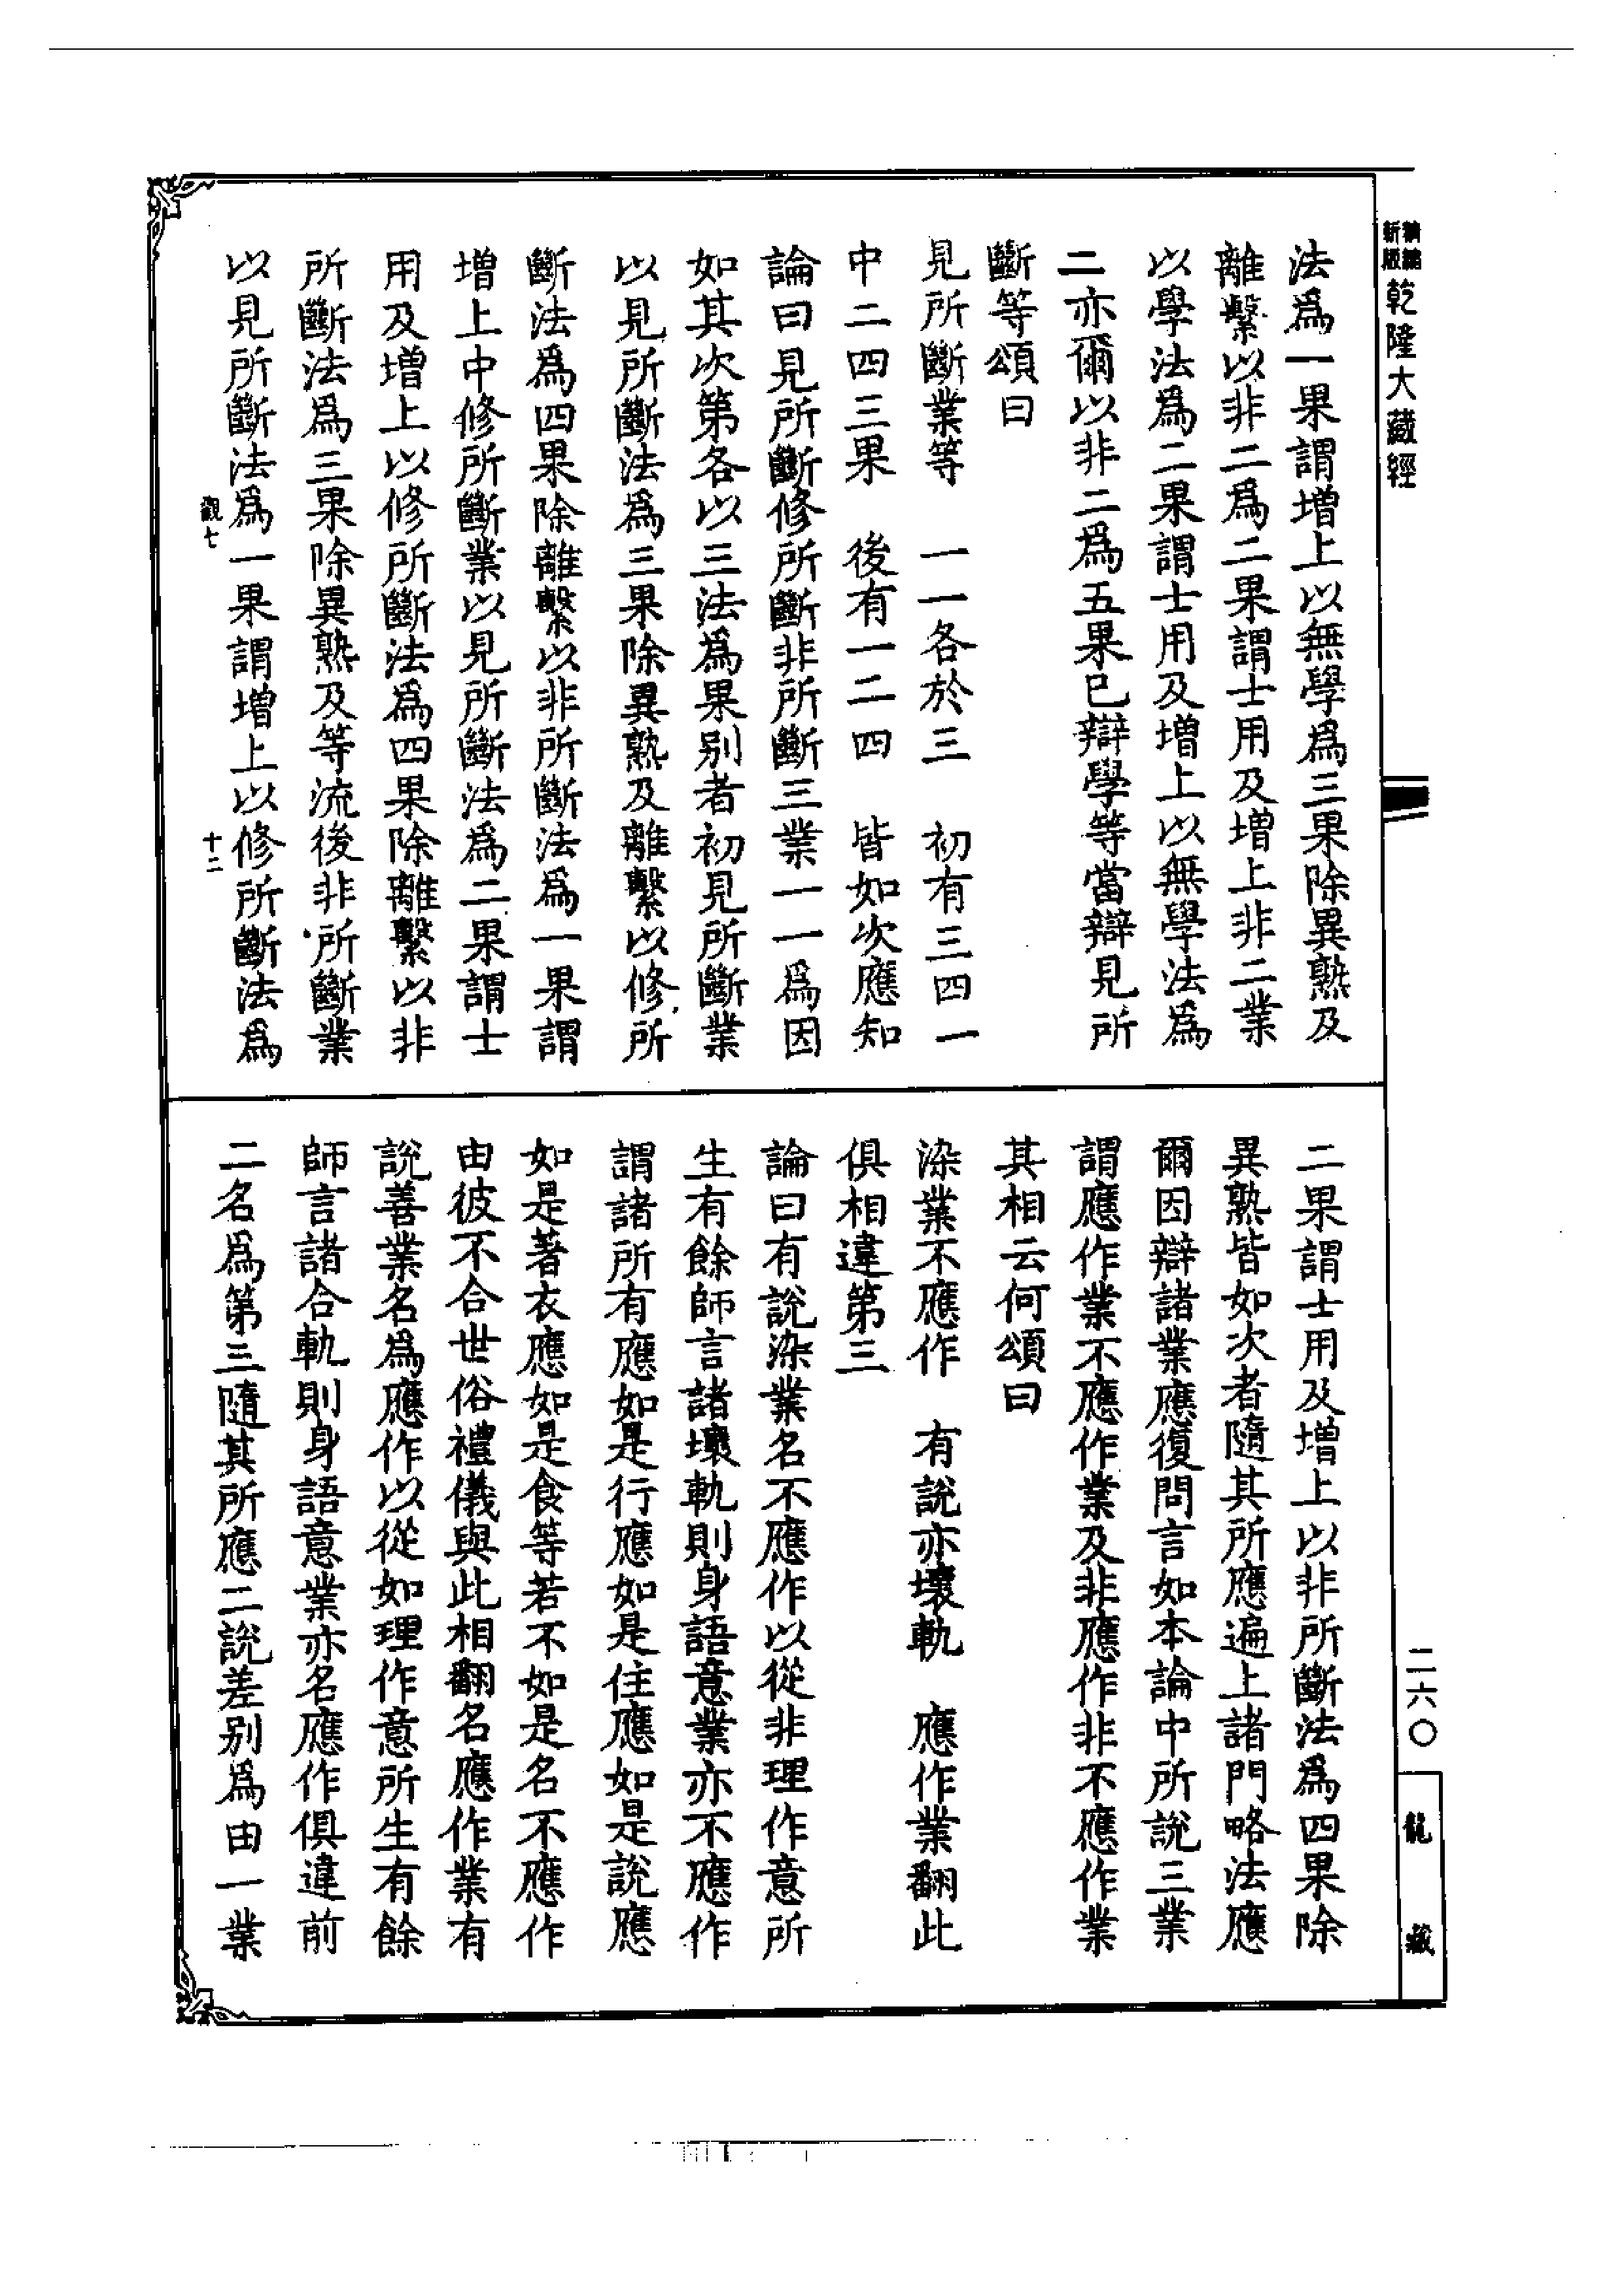 新編縮版
乾隆大藏經
法爲一果謂增上以無學爲三果除異熟及
離繫以非二爲二果謂士用及增上非二業
以學法爲二果謂士用及增上以無學法爲
二亦爾以非二爲五果已辯學等當辯見所
斷等頌曰
見所斷業等　一一各於三　初有三四一
中二四三果　後有一二四　皆如次應知
論曰見所斷修所斷非所斷三業一一爲因
如其次第各以三法爲果別者初見所斷業
以見所斷法爲三果除異熟及離繫以修所
斷法爲四果除離繫以非所斷法爲一果謂
增上中修所斷業以見所斷法爲二果謂士
用及增上以修所斷法爲四果除離繫以非
所斷法爲三果除異熟及等流後非所斷業
以見所斷法爲一果謂增上以修所斷法爲
觀七
十二
二果謂士用及增上以非所斷法爲四果除
異熟皆如次者隨其所應遍上諸門略法應
爾因辯諸業應復問言如本論中所說三業
謂應作業不應作業及非應作非不應作業
其相云何頌曰
染業不應作　有說亦壞軌　應作業翻此
俱相違第三
論曰有說染業名不應作以從非理作意所
生有餘師言諸壞軌則身語意業亦不應作
謂諸所有應如是行應如是住應如是說應
如是著衣應如是食等若不如是名不應作
由彼不合世俗禮儀與此相翻名應作業有
說善業名爲應作以從如理作意所生有餘
師言諸合軌則身語意業亦名應作俱違前
二名爲第三隨其所應二說差別爲由一業
二六〇
龍藏